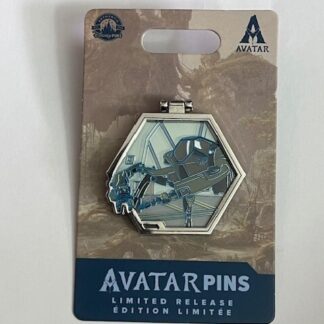 AVATAR
AVATAR PINS
LIMITED RELEASE
ÉDITION LIMITÉE